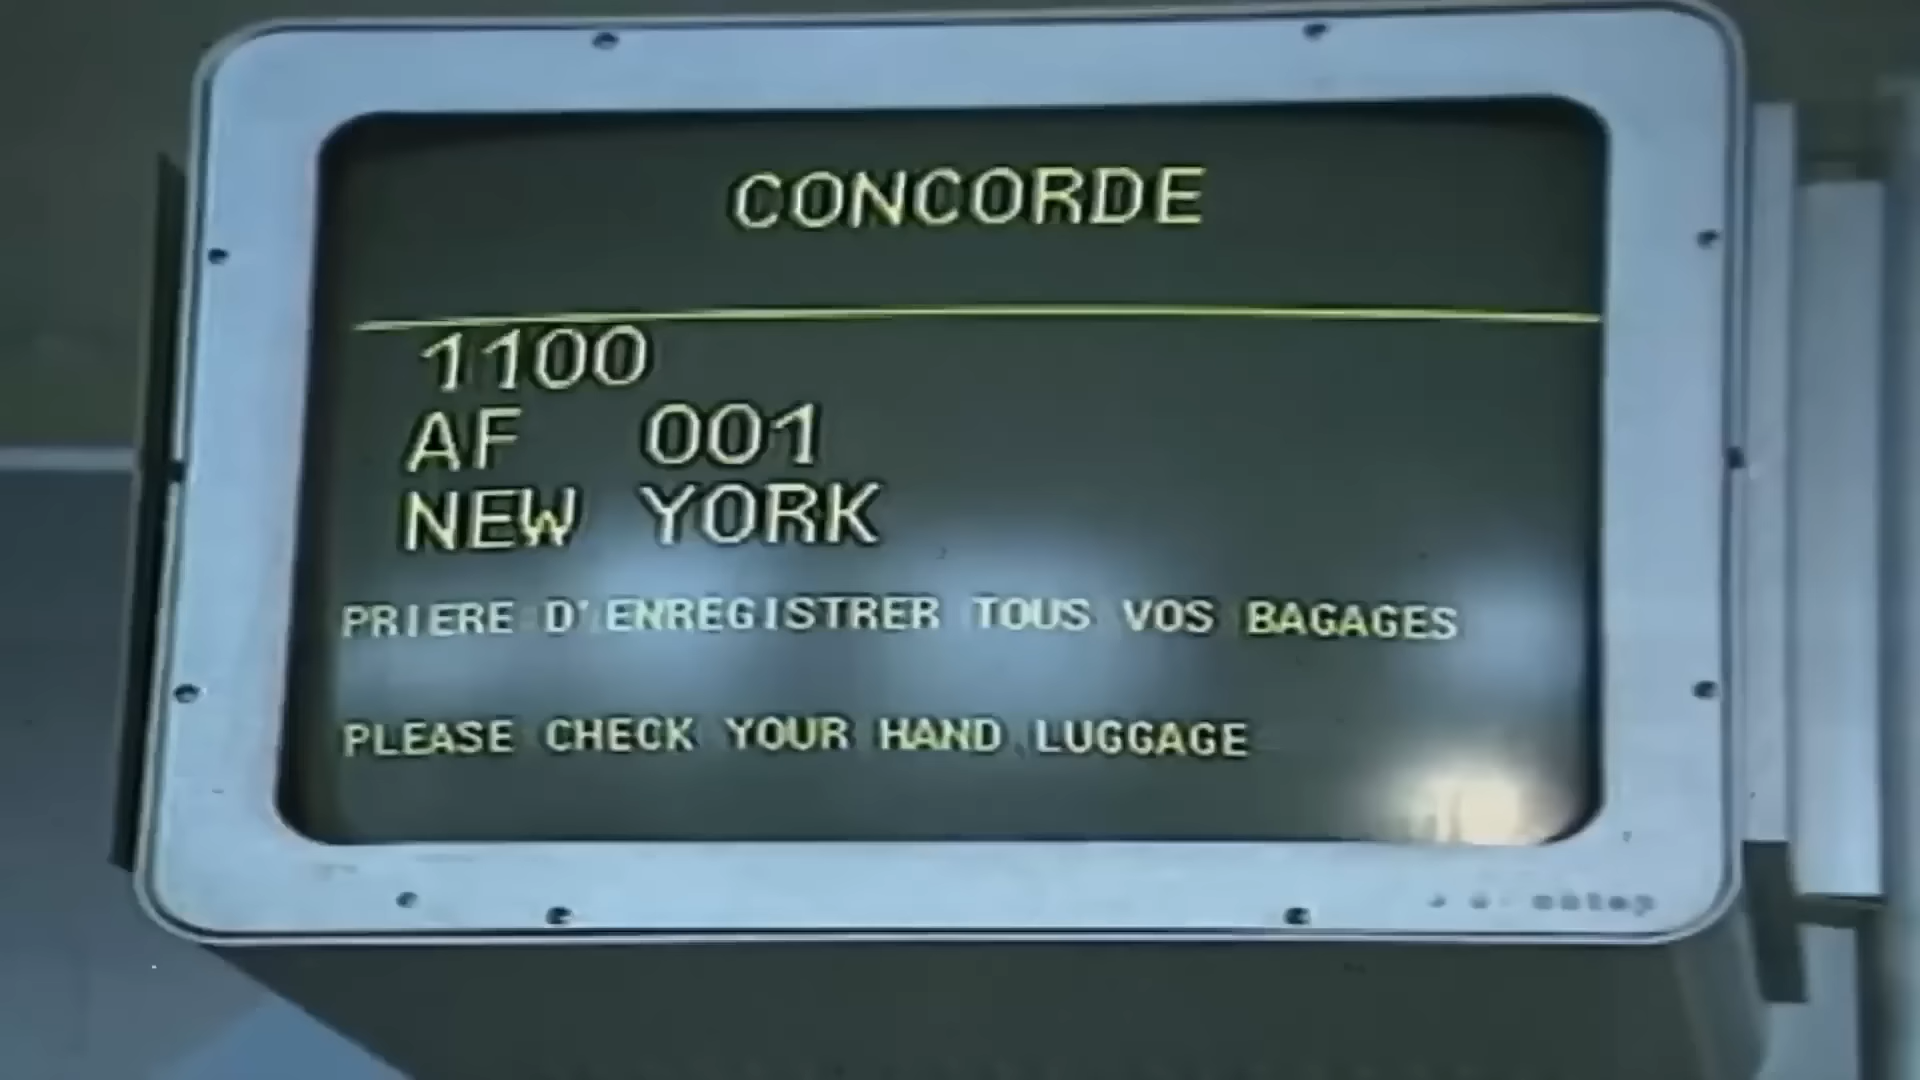 CONCORDE
1100
AF 001
NEW YORK
PRIERE D'ENREGISTRER TOUS VOS BAGAGES
PLEASE CHECK YOUR HAND LUGGAGE